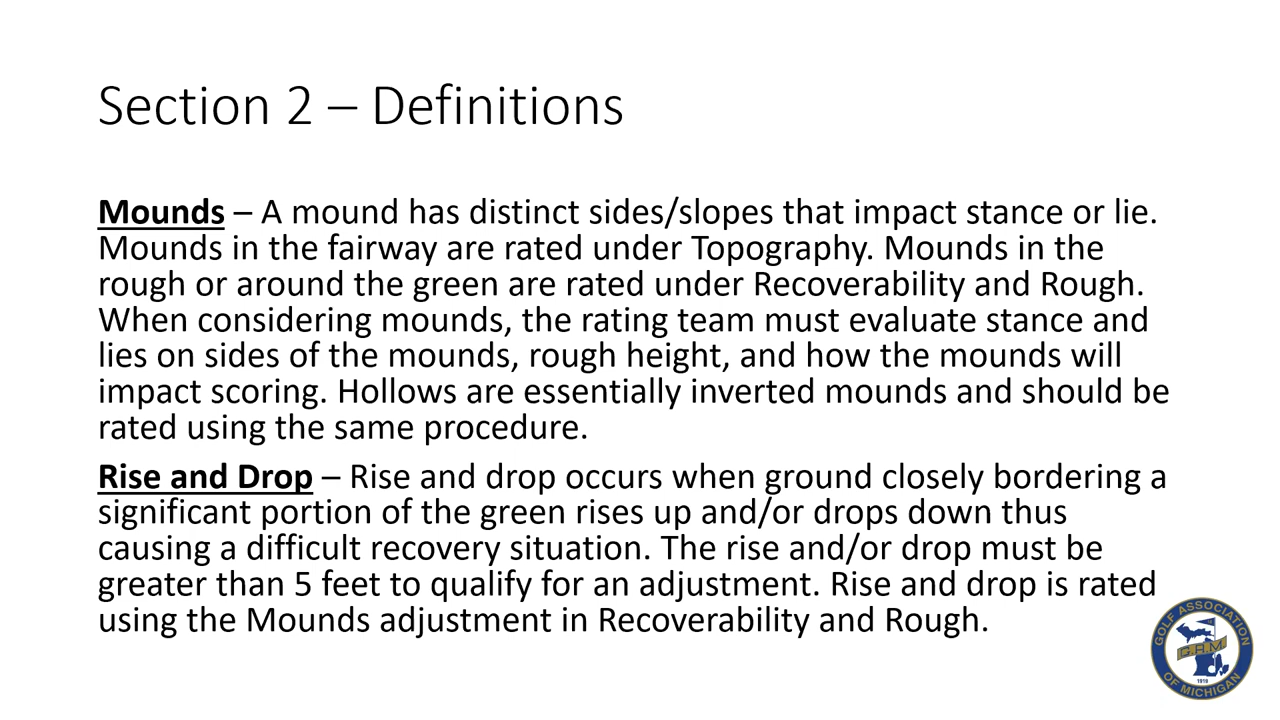 Section 2 – Definitions
Mounds – A mound has distinct sides/slopes that impact stance or lie.
Mounds in the fairway are rated under Topography. Mounds in the
rough or around the green are rated under Recoverability and Rough.
When considering mounds, the rating team must evaluate stance and
lies on sides of the mounds, rough height, and how the mounds will
impact scoring. Hollows are essentially inverted mounds and should be
rated using the same procedure.
Rise and Drop – Rise and drop occurs when ground closely bordering a
significant portion of the green rises up and/or drops down thus
causing a difficult recovery situation. The rise and/or drop must be
greater than 5 feet to qualify for an adjustment. Rise and drop is rated
using the Mounds adjustment in Recoverability and Rough.
GOLF ASSOCIATION
G.A.M
1919
OF MICHIGAN